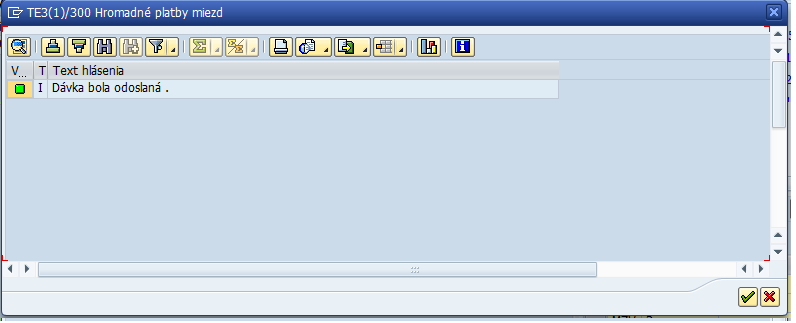 TE3(1)/300 Hromadné platby miezd
V... T Text hlásenia
I Dávka bola odoslaná .